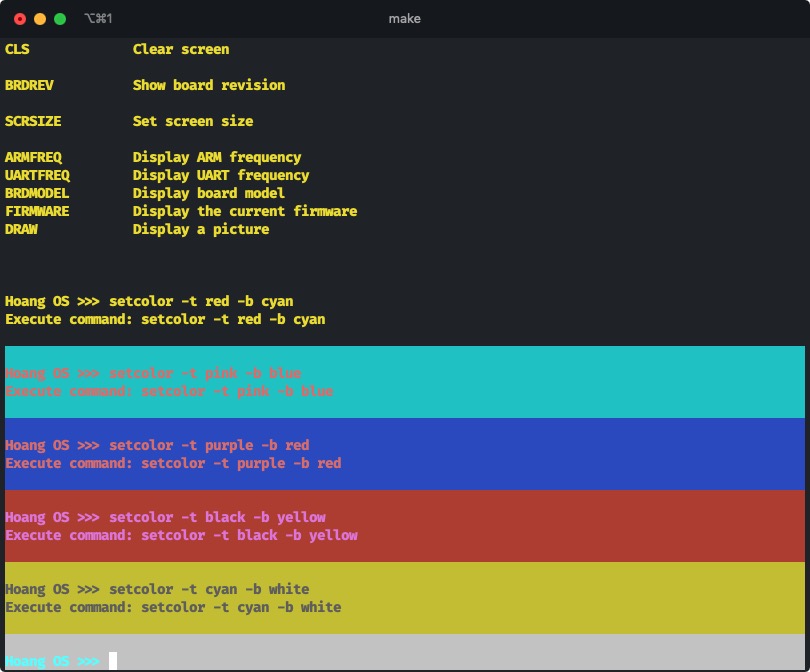 ⌥⌘1 make
CLS Clear screen
BRDREV Show board revision
SCRSIZE Set screen size
ARMFREQ Display ARM frequency
UARTFREQ Display UART frequency
BRDMODEL Display board model
FIRMWARE Display the current firmware
DRAW Display a picture
Hoang OS >>> setcolor -t red -b cyan
Execute command: setcolor -t red -b cyan
Hoang OS >>> setcolor -t pink -b blue
Execute command: setcolor -t pink -b blue
Hoang OS >>> setcolor -t purple -b red
Execute command: setcolor -t purple -b red
Hoang OS >>> setcolor -t black -b yellow
Execute command: setcolor -t black -b yellow
Hoang OS >>> setcolor -t cyan -b white
Execute command: setcolor -t cyan -b white
Hoang OS >>>